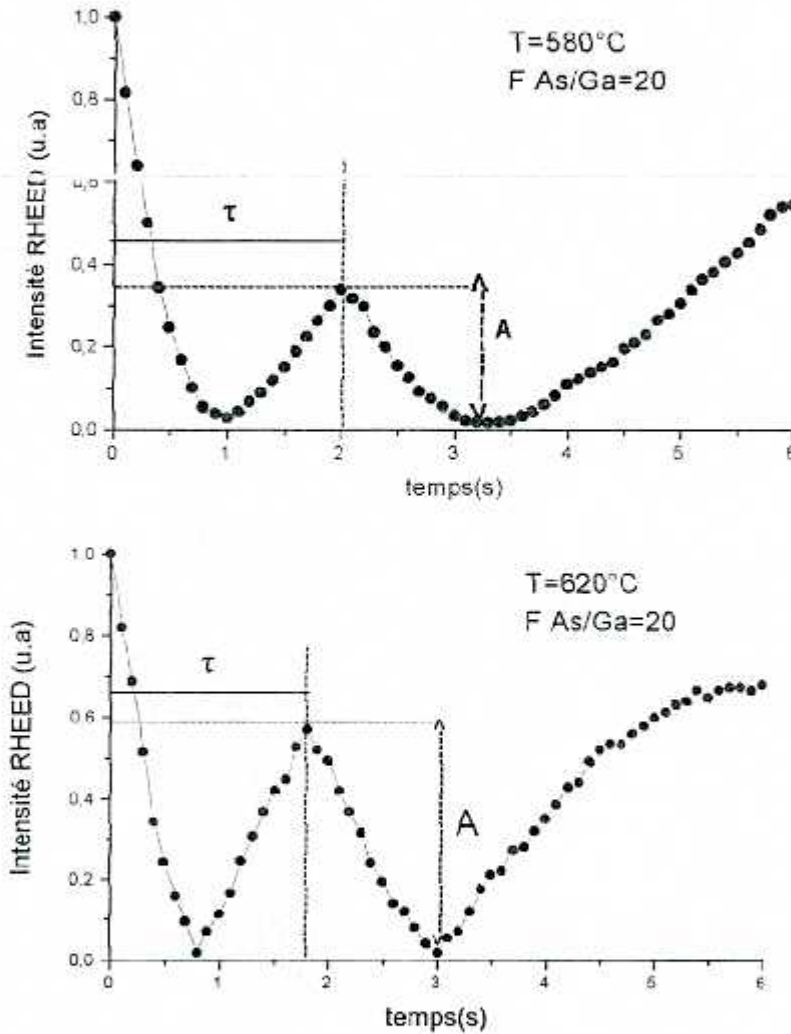 T=580°C
F As/Ga=20
Intensité RHEED (u.a)
1,0
0,8
0,6
0,4
0,2
0,0
τ
A
0
1
2
3
4
5
6
temps(s)
T=620°C
F As/Ga=20
Intensité RHEED (u.a)
1,0
0,8
0.6
0.4
0.2
0,0
τ
A
0
1
2
3
4
5
6
temps(s)